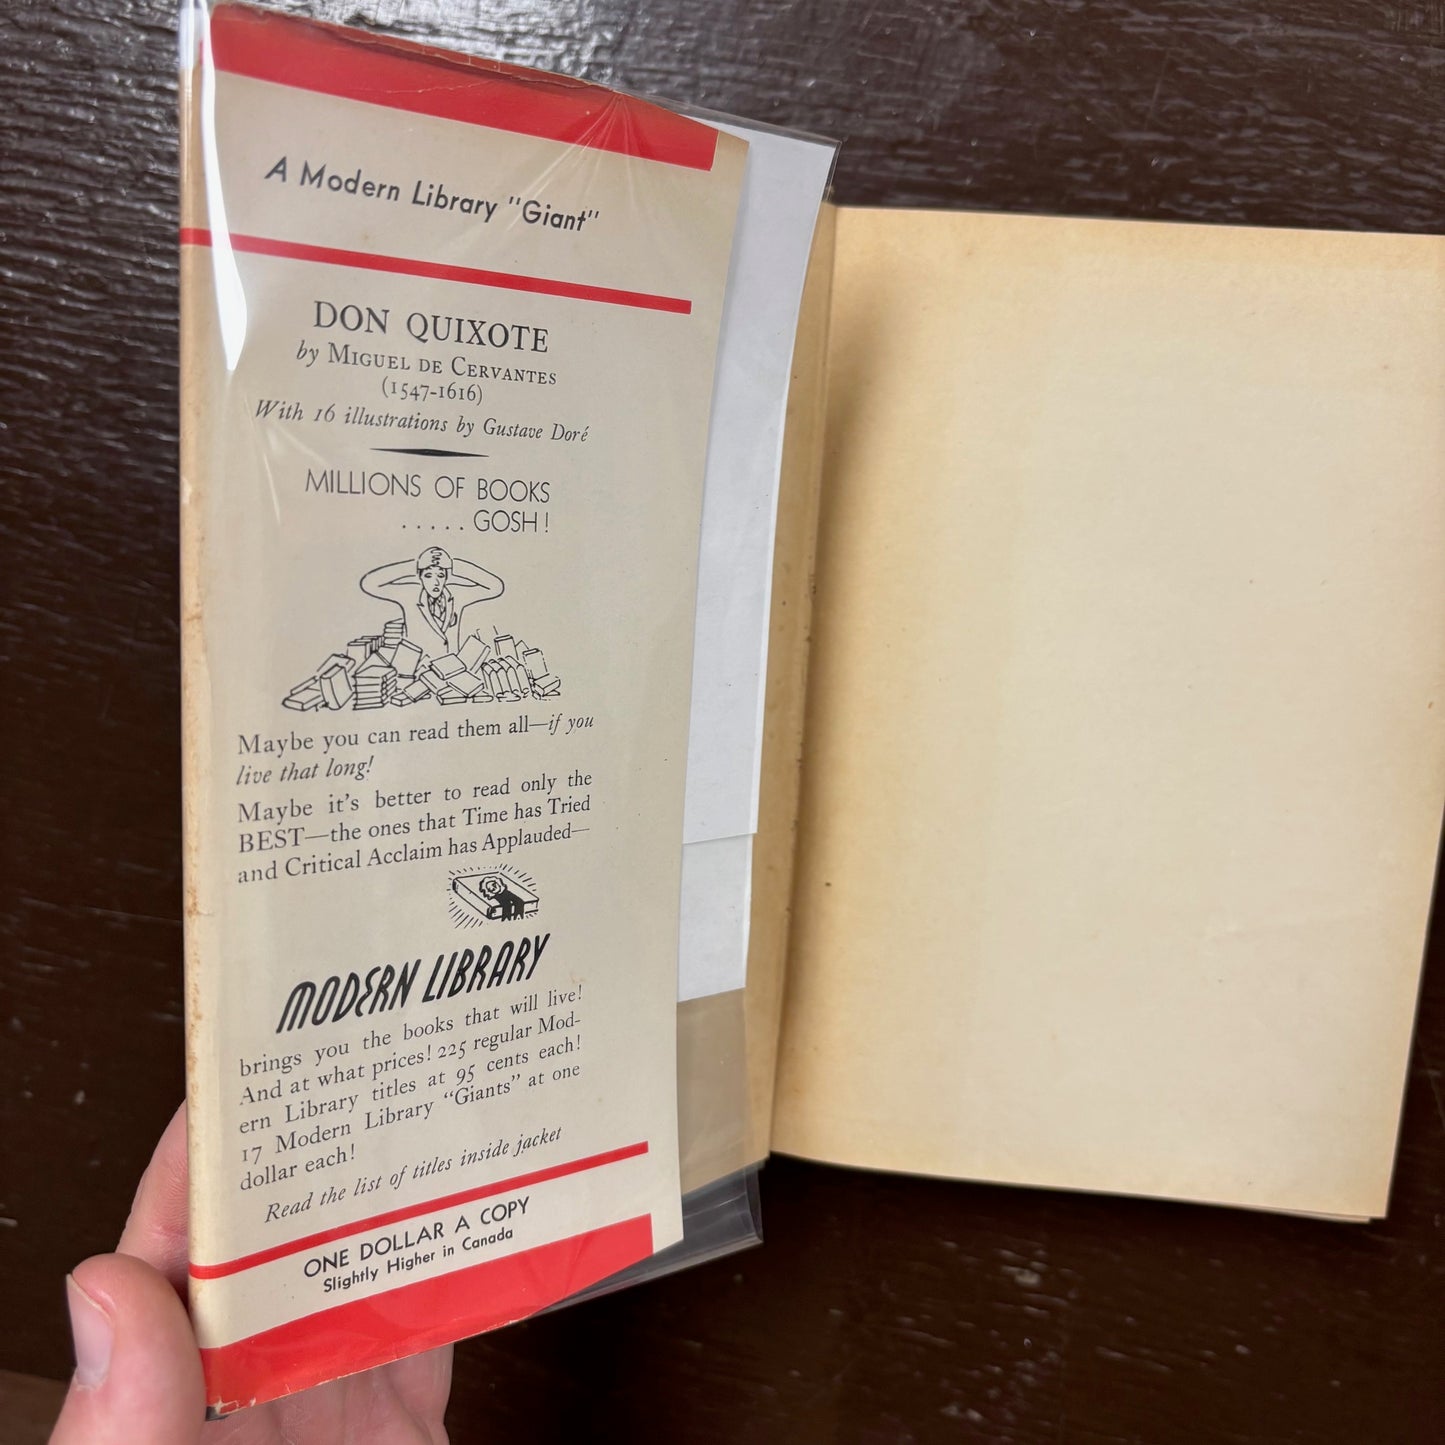 A Modern Library "Giant"
DON QUIXOTE
by MIGUEL DE CERVANTES
(1547-1616)
With 16 illustrations by Gustave Doré
MILLIONS OF BOOKS
. . . . . GOSH!
Maybe you can read them all—if you
live that long!
Maybe it's better to read only the
BEST—the ones that Time has Tried
and Critical Acclaim has Applauded—
MODERN LIBRARY
brings you the books that will live!
And at what prices! 225 regular Mod-
ern Library titles at 95 cents each!
17 Modern Library "Giants" at one
dollar each!
Read the list of titles inside jacket
ONE DOLLAR A COPY
Slightly Higher in Canada